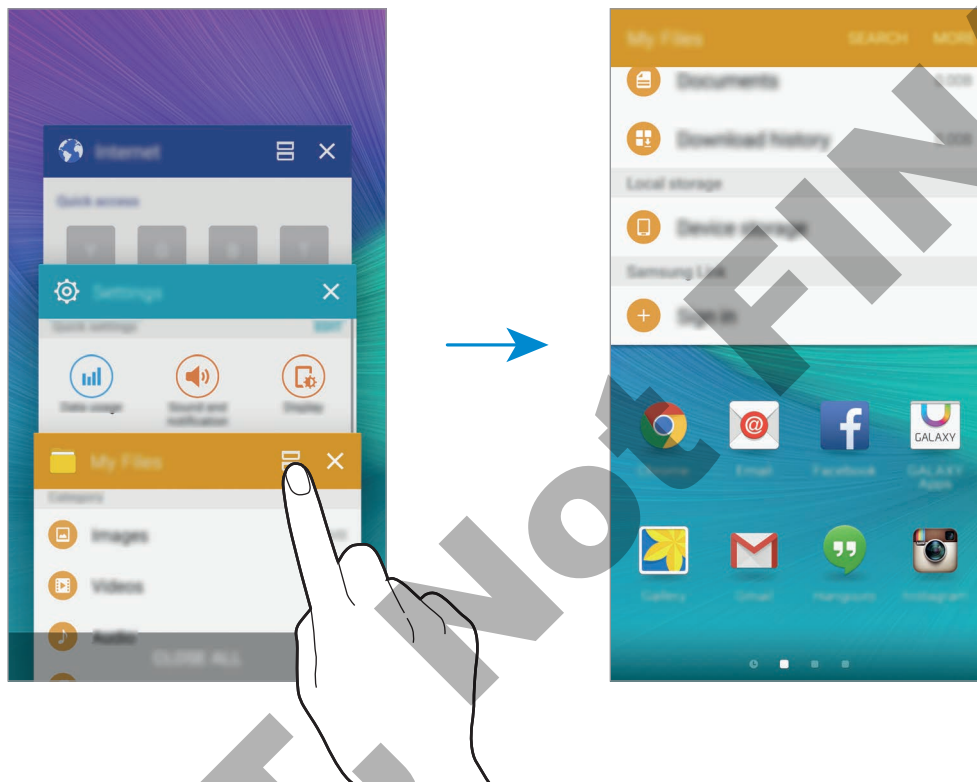 Internet
Quick access
Settings
Quick settings
EDIT
Data usage
Sound and
notification
Display
My Files
Category
Images
Videos
Audio
CLOSE ALL
My Files
SEARCH
MORE
Documents
Download history
Local storage
Device storage
Samsung Link
Sign in
Chrome
Email
Facebook
GALAXY
GALAXY
Apps
Gallery
Gmail
Hangouts
Instagram
Not FIN